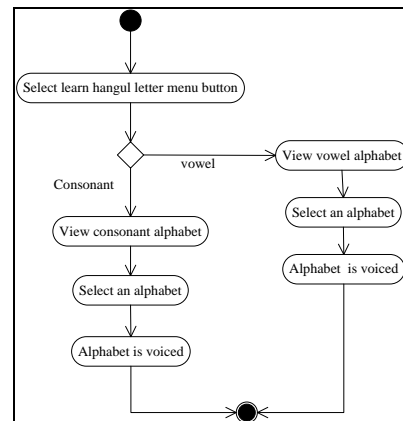 Select learn hangul letter menu button
Consonant
vowel
View consonant alphabet
Select an alphabet
Alphabet is voiced
View vowel alphabet
Select an alphabet
Alphabet is voiced